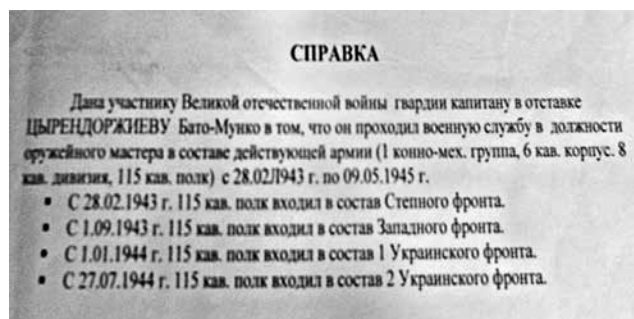 СПРАВКА
Дана участнику Великой отечественной войны гвардии капитану в отставке
ЦЫРЕНДОРЖИЕВУ Бато-Мунко в том, что он проходил военную службу в должности
оружейного мастера в составе действующей армии (1 конно-мех. группа, 6 кав. корпус. 8
кав. дивизия, 115 кав. полк) с 28.02Л943 г. по 09.05.1945 г.
• С 28.02.1943 г. 115 кав. полк входил в состав Степного фронта.
• С 1.09.1943 г. 115 кав. полк входил в состав Западного фронта.
• С 1.01.1944 г. 115 кав. полк входил в состав 1 Украинского фронта.
• С 27.07.1944 г. 115 кав. полк входил в состав 2 Украинского фронта.